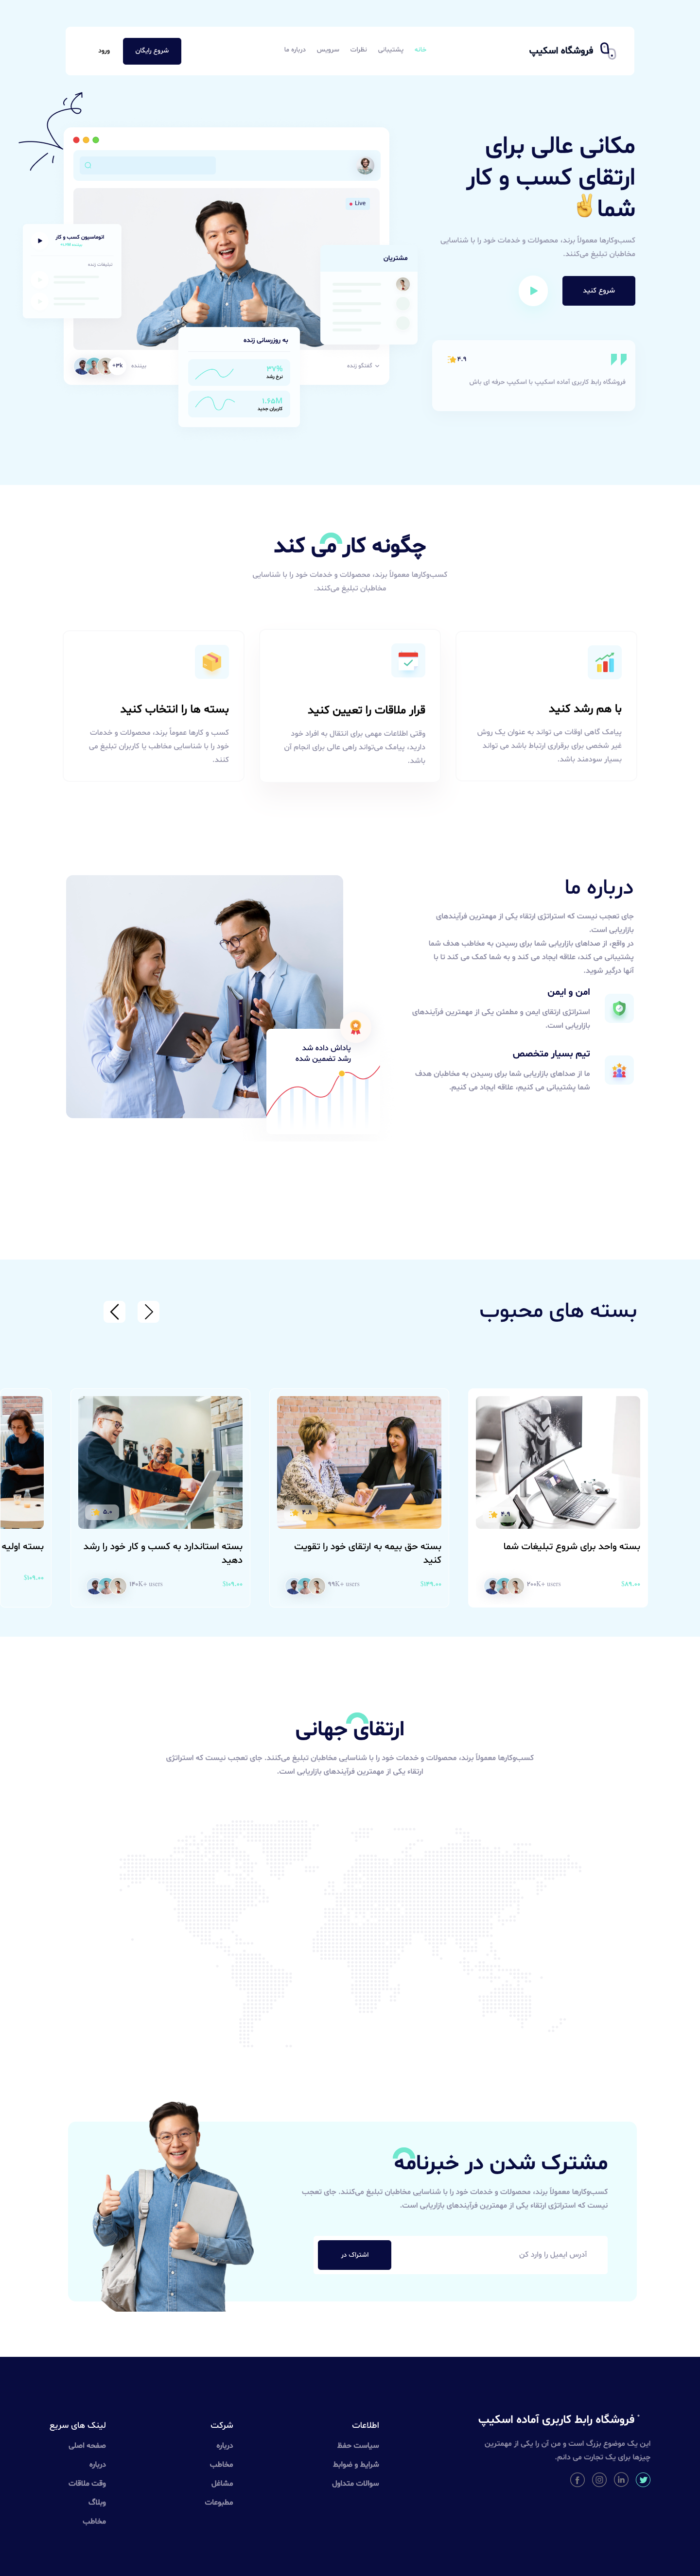 فروشگاه اسکیپ
خانه
پشتیبانی
نظرات
سرویس
درباره ما
شروع رایگان
ورود
مکانی عالی برای
ارتقای کسب و کار
شما
کسب‌وکارها معمولاً برند، محصولات و خدمات خود را با شناسایی
مخاطبان تبلیغ می‌کنند.
شروع کنید
۴.۹
فروشگاه رابط کاربری آماده اسکیپ با اسکیپ حرفه ای باش
Live
اتوماسیون کسب و کار
تبلیغات زنده
مشتریان
به روزرسانی زنده
۳۷%
نرخ رشد
۱.۶۵M
کاربران جدید
گفتگو زنده
+۳k
بیننده
چگونه کار می کند
کسب‌وکارها معمولاً برند، محصولات و خدمات خود را با شناسایی
مخاطبان تبلیغ می‌کنند.
با هم رشد کنید
پیامک گاهی اوقات می تواند به عنوان یک روش
غیر شخصی برای برقراری ارتباط باشد می تواند
بسیار سودمند باشد.
قرار ملاقات را تعیین کنید
وقتی اطلاعات مهمی برای انتقال به افراد خود
دارید، پیامک می‌تواند راهی عالی برای انجام آن
باشد.
بسته ها را انتخاب کنید
کسب و کارها عموماً برند، محصولات و خدمات
خود را با شناسایی مخاطب یا کاربران تبلیغ می
کنند.
درباره ما
جای تعجب نیست که استراتژی ارتقاء یکی از مهمترین فرآیندهای
بازاریابی است.
در واقع، از صداهای بازاریابی شما برای رسیدن به مخاطب هدف شما
پشتیبانی می کند، علاقه ایجاد می کند و به شما کمک می کند تا با
آنها درگیر شوید.
امن و ایمن
استراتژی ارتقای ایمن و مطمئن یکی از مهمترین فرآیندهای
بازاریابی است.
تیم بسیار متخصص
ما از صداهای بازاریابی شما برای رسیدن به مخاطبان هدف
شما پشتیبانی می کنیم، علاقه ایجاد می کنیم.
پاداش داده شد
رشد تضمین شده
بسته های محبوب
۴.۹
بسته واحد برای شروع تبلیغات شما
$۸۹.۰۰
۲۰۰K+ users
۴.۸
بسته حق بیمه به ارتقای خود را تقویت
کنید
$۱۴۹.۰۰
۹۹K+ users
۵.۰
بسته استاندارد به کسب و کار خود را رشد
دهید
$۱۰۹.۰۰
۱۴۰K+ users
بسته اولیه
$۱۰۹.۰۰
ارتقای جهانی
کسب‌وکارها معمولاً برند، محصولات و خدمات خود را با شناسایی مخاطبان تبلیغ می‌کنند. جای تعجب نیست که استراتژی
ارتقاء یکی از مهمترین فرآیندهای بازاریابی است.
مشترک شدن در خبرنامه
کسب‌وکارها معمولاً برند، محصولات و خدمات خود را با شناسایی مخاطبان تبلیغ می‌کنند. جای تعجب
نیست که استراتژی ارتقاء یکی از مهمترین فرآیندهای بازاریابی است.
آدرس ایمیل را وارد کن
اشتراک در
فروشگاه رابط کاربری آماده اسکیپ
این یک موضوع بزرگ است و من آن را یکی از مهمترین
چیزها برای یک تجارت می دانم.
اطلاعات
سیاست حفظ
شرایط و ضوابط
سوالات متداول
شرکت
درباره
مخاطب
مشاغل
مطبوعات
لینک های سریع
صفحه اصلی
درباره
وقت ملاقات
وبلاگ
مخاطب